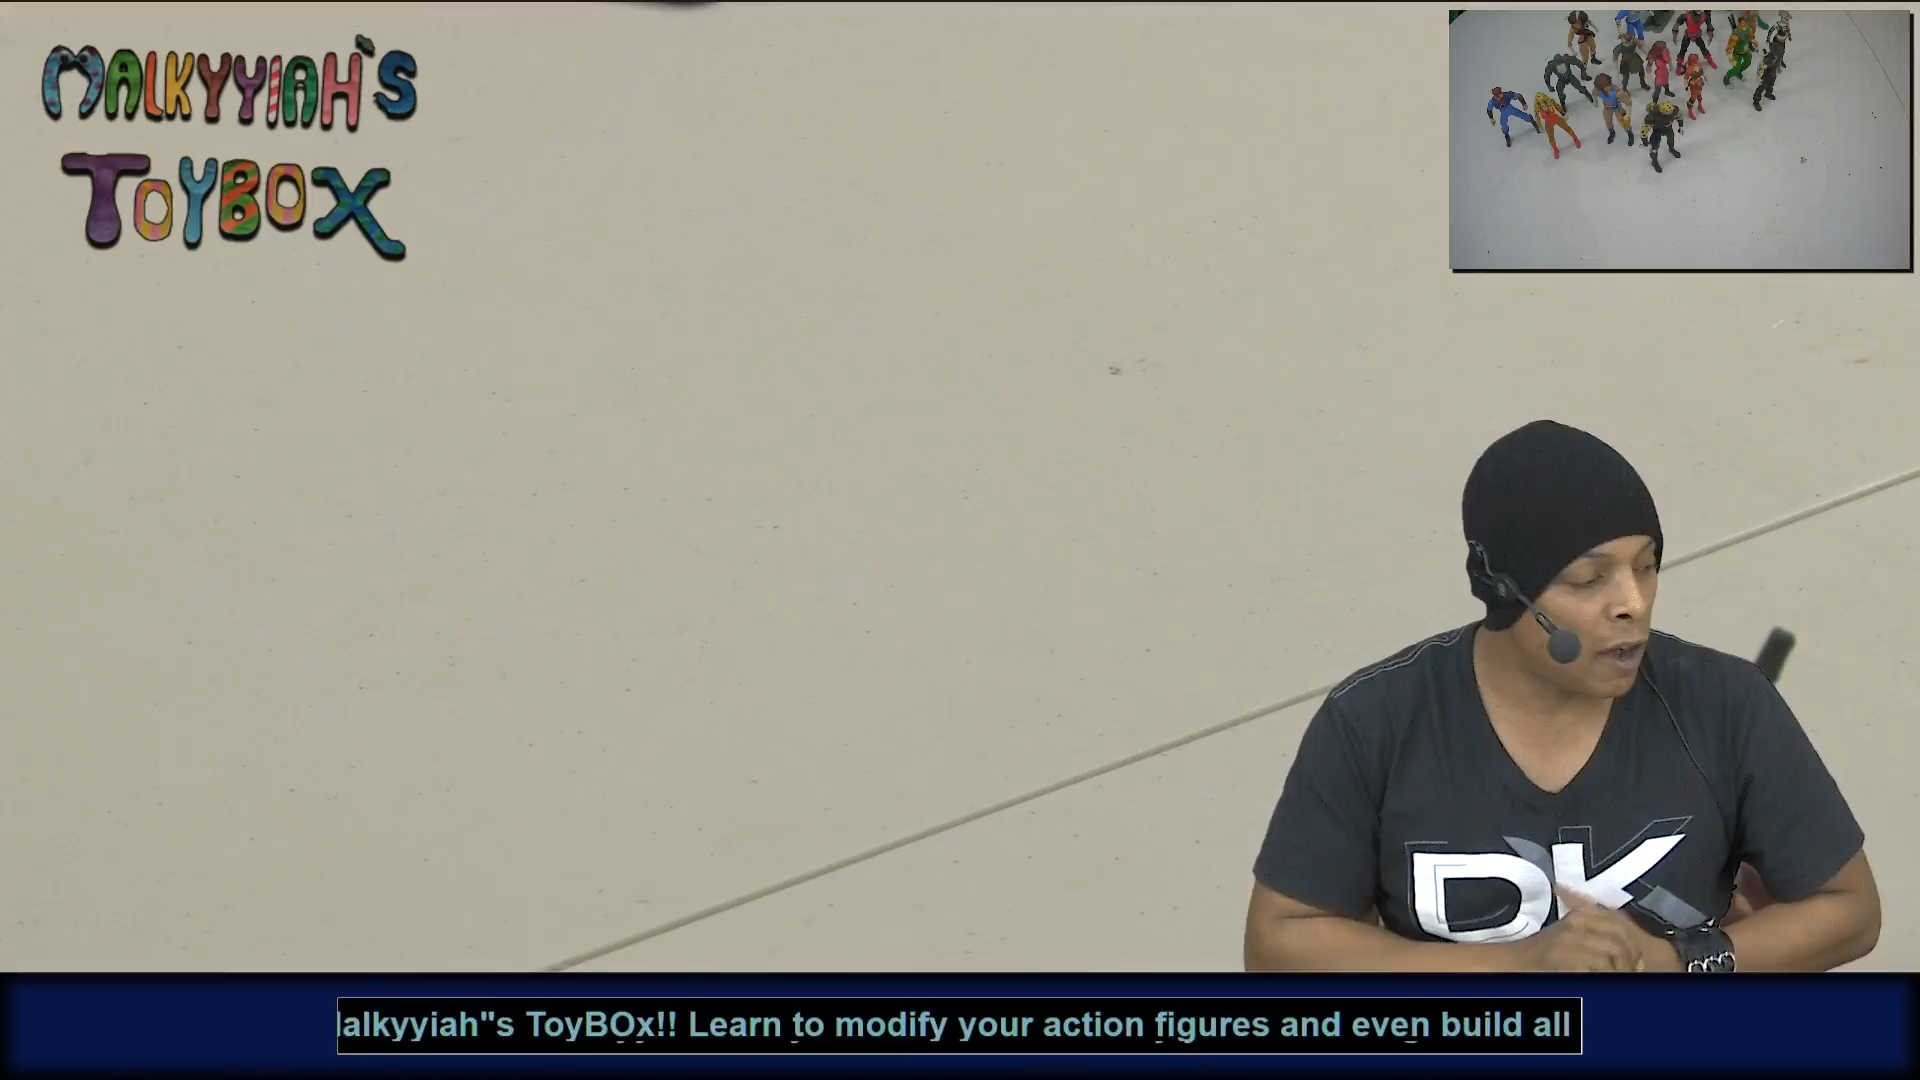 MALKYYIAH'S
TOYBOX
DK
alkyyiah"s ToyBOx!! Learn to modify your action figures and even build all